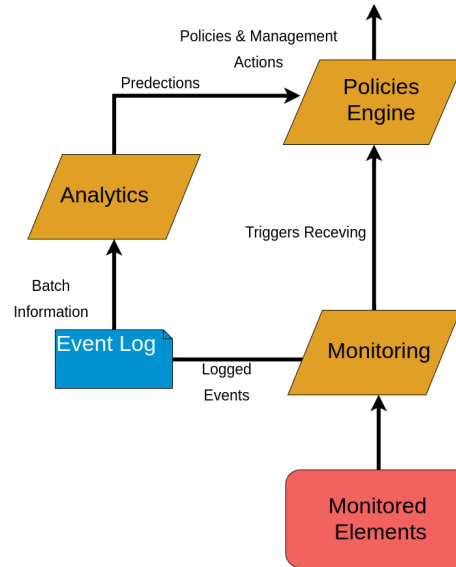 Policies & Management
Actions
Predections
Policies
Engine
Analytics
Triggers Receving
Batch
Information
Event Log
Monitoring
Logged
Events
Monitored
Elements